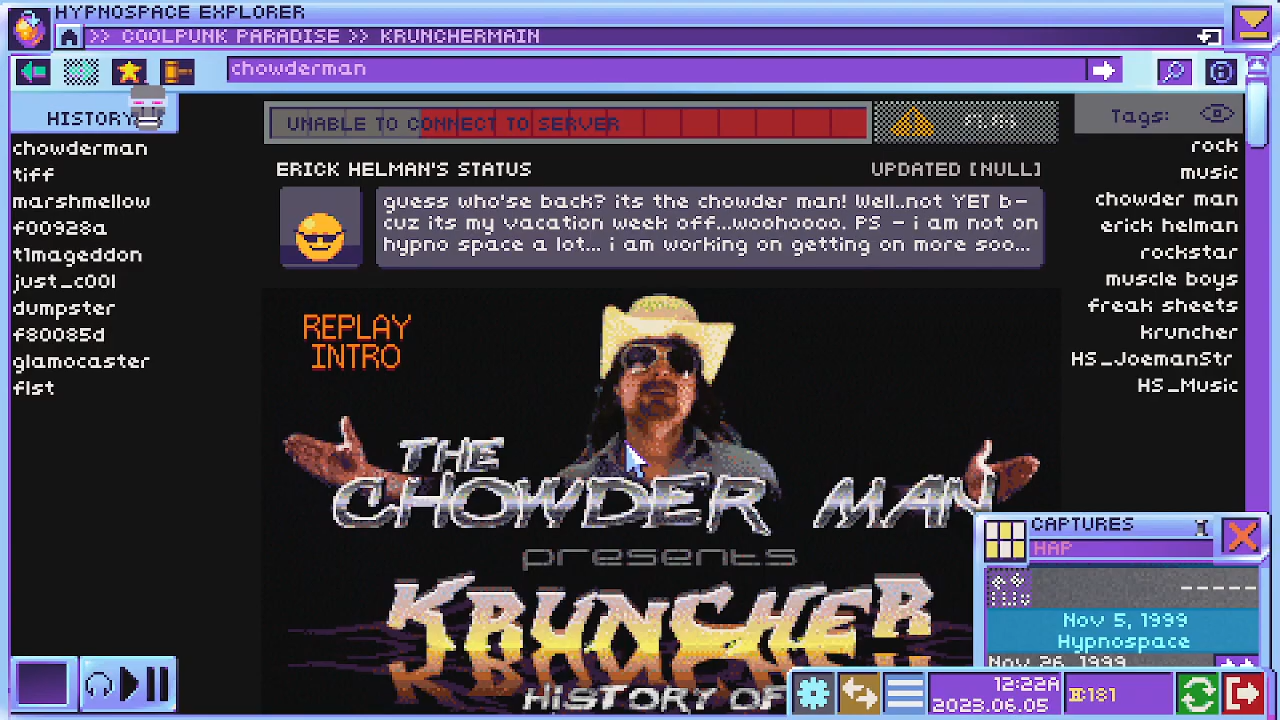 HYPNOSPACE EXPLORER
>> COOLPUNK PARADISE >> KRUNCHERMAIN
chowderman
HISTORY
chowderman
tiff
marshmellow
f00928a
t1mageddon
just_c00l
dumpster
f80085d
glamocaster
flst
UNABLE TO CONNECT TO SERVER
ERICK HELMAN'S STATUS
UPDATED [NULL]
guess who'se back? its the chowder man! Well..not YET b-
cuz its my vacation week off...woohoooo. PS - i am not on
hypno space a lot... i am working on getting on more soo...
REPLAY
INTRO
THE
CHOWDER MAN
presents
KRUNCHER
HISTORY OF
Tags:
rock
music
chowder man
erick helman
rockstar
muscle boys
freak sheets
kruncher
HS_JoemanStr
HS_Music
CAPTURES
HAP
------
Nov 5, 1999
Hypnospace
Nov 26, 1999
12:22A
2023.06.05
:181